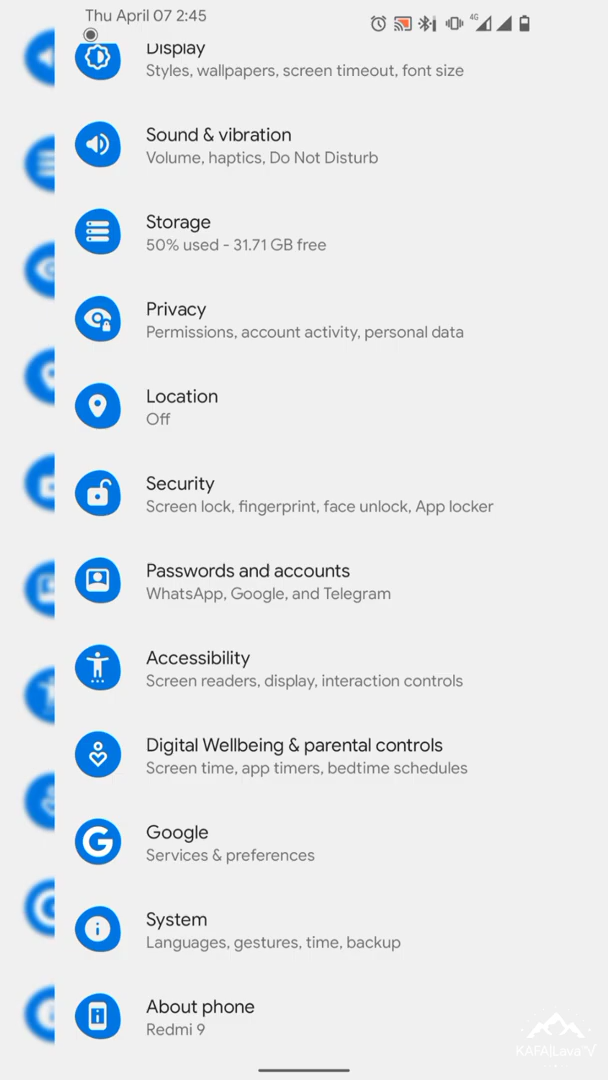 Thu April 07 2:45
4G
Display
Styles, wallpapers, screen timeout, font size
Sound & vibration
Volume, haptics, Do Not Disturb
Storage
50% used - 31.71 GB free
Privacy
Permissions, account activity, personal data
Location
Off
Security
Screen lock, fingerprint, face unlock, App locker
Passwords and accounts
WhatsApp, Google, and Telegram
Accessibility
Screen readers, display, interaction controls
Digital Wellbeing & parental controls
Screen time, app timers, bedtime schedules
Google
Services & preferences
System
Languages, gestures, time, backup
About phone
Redmi 9